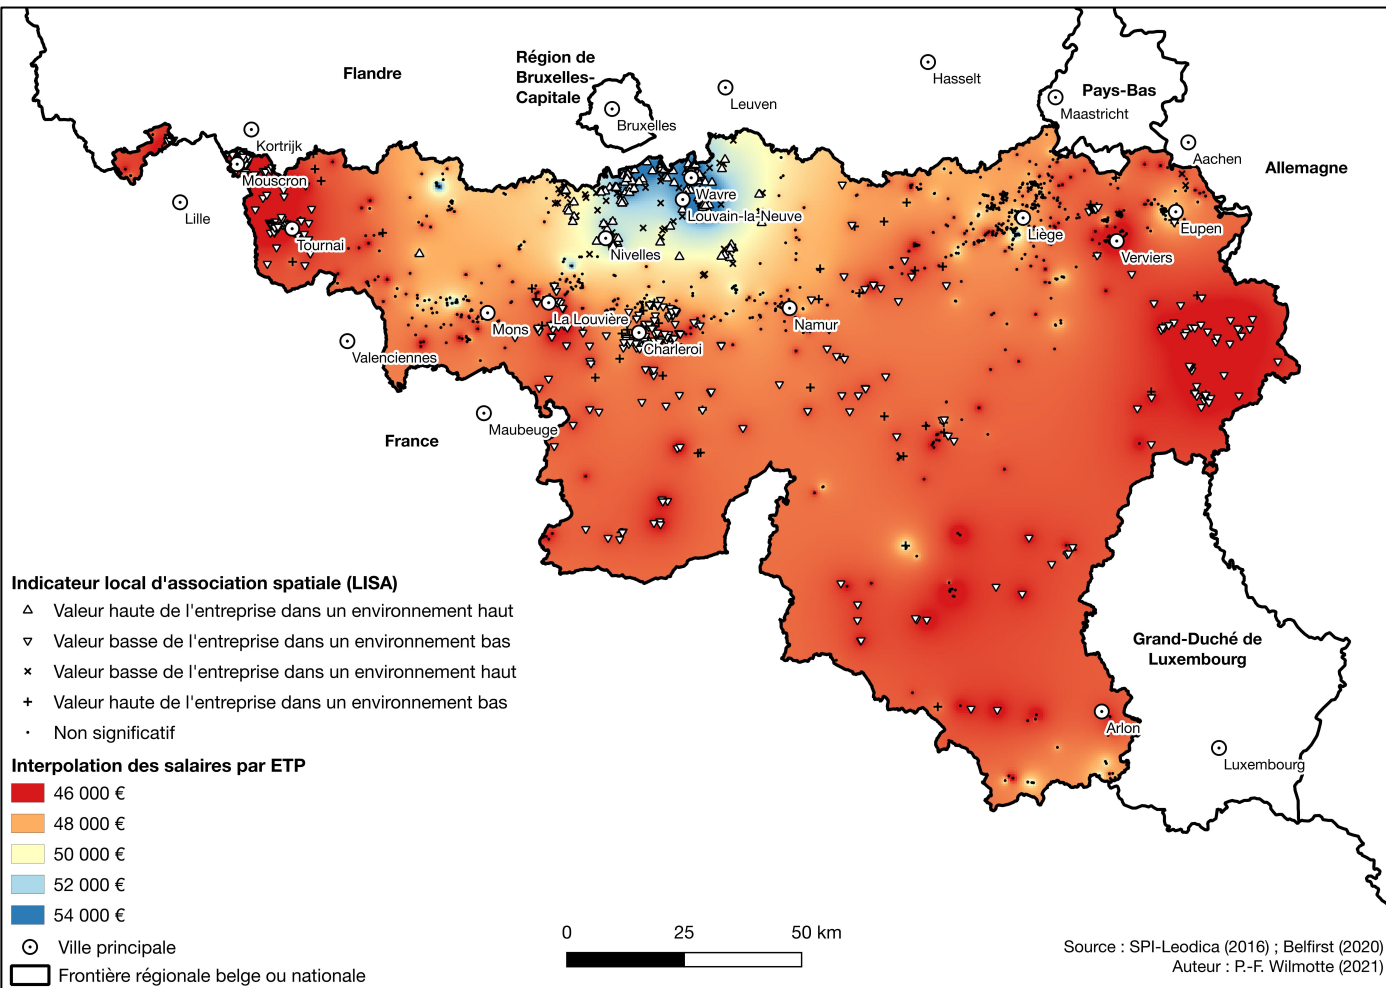 Région de
Bruxelles-
Capitale
Flandre
Hasselt
Pays-Bas
Leuven
Maastricht
Bruxelles
Kortrijk
Aachen
Allemagne
Mouscron
Wavre
Lille
Louvain-la-Neuve
Eupen
Liège
Tournai
Nivelles
Verviers
La Louvière
Namur
Mons
Charleroi
Valenciennes
Maubeuge
France
Indicateur local d'association spatiale (LISA)
Valeur haute de l'entreprise dans un environnement haut
Valeur basse de l'entreprise dans un environnement bas
Valeur basse de l'entreprise dans un environnement haut
Valeur haute de l'entreprise dans un environnement bas
Non significatif
Grand-Duché de
Luxembourg
Arlon
Luxembourg
Interpolation des salaires par ETP
46 000 €
48 000 €
50 000 €
52 000 €
54 000 €
Ville principale
Frontière régionale belge ou nationale
0 25 50 km
Source : SPI-Leodica (2016) ; Belfirst (2020)
Auteur : P.-F. Wilmotte (2021)